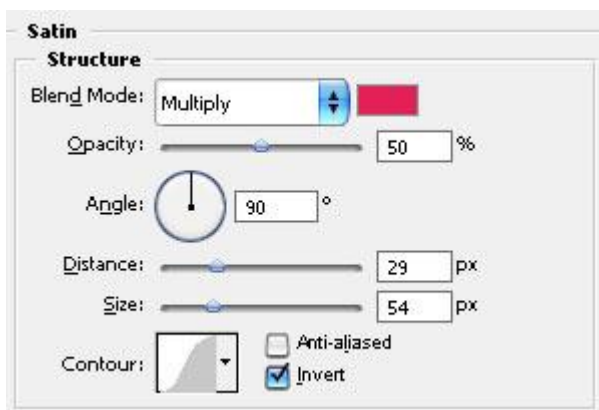 Satin
Structure
Blend Mode: Multiply
Opacity: 50 %
Angle: 90 °
Distance: 29 px
Size: 54 px
Contour: Anti-aliased
Invert